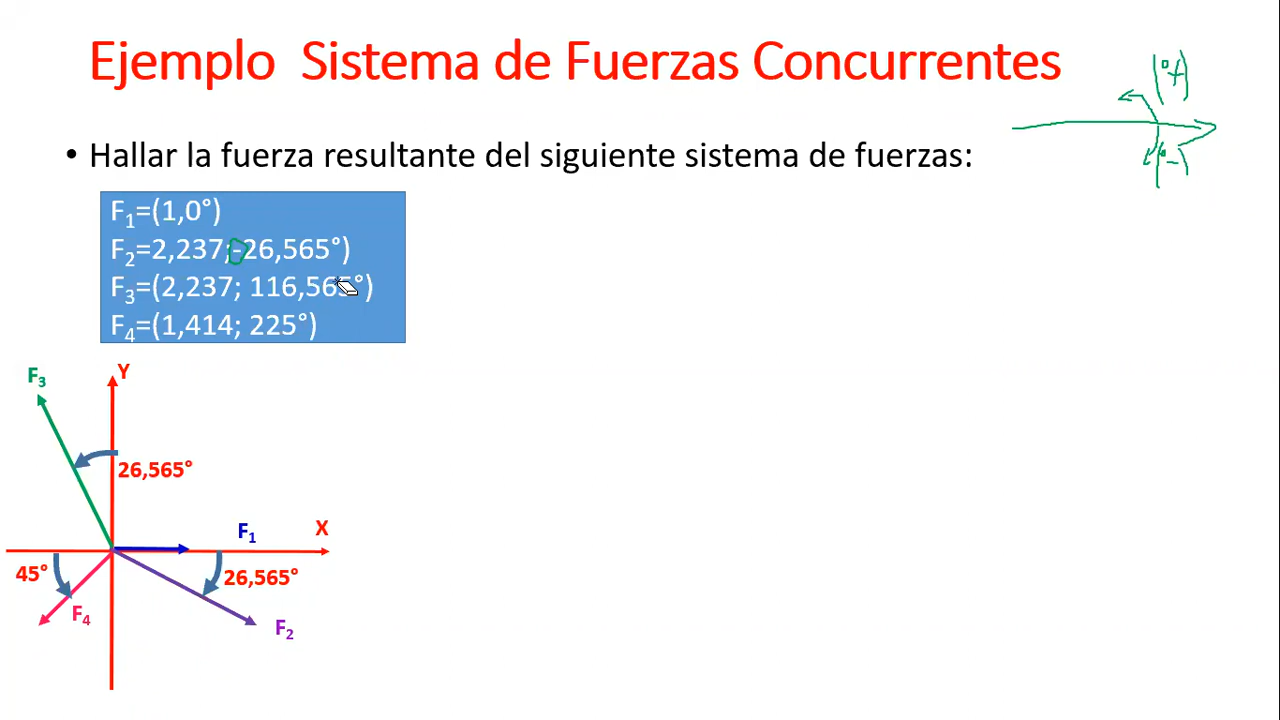 Ejemplo Sistema de Fuerzas Concurrentes
• Hallar la fuerza resultante del siguiente sistema de fuerzas:
F₁=(1,0°)
F₂=2,237;-26,565°)
F₃=(2,237; 116,565°)
F₄=(1,414; 225°)
F₃
Y
26,565°
F₁
X
45°
26,565°
F₄
F₂